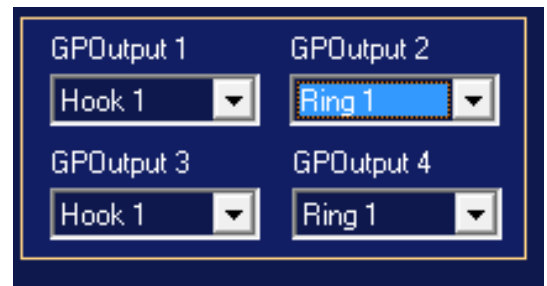 GPOutput 1 GPOutput 2
Hook 1 Ring 1
GPOutput 3 GPOutput 4
Hook 1 Ring 1